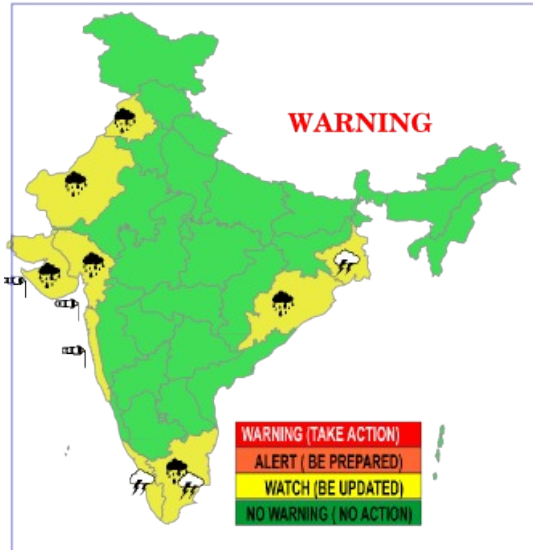 WARNING
WARNING (TAKE ACTION)
ALERT ( BE PREPARED)
WATCH (BE UPDATED)
NO WARNING ( NO ACTION)